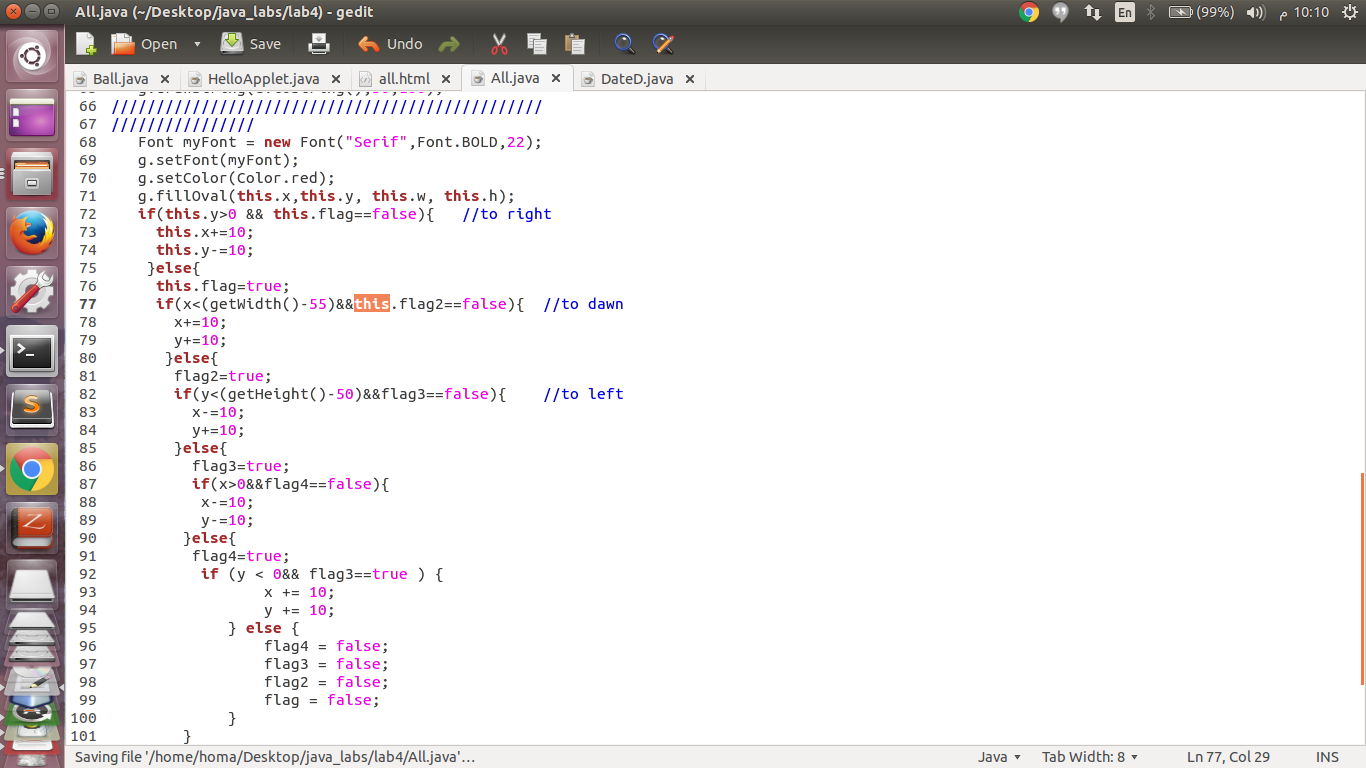 All.java (~/Desktop/java_labs/lab4) - gedit
En (99%) م 10:10
Open Save Undo
Ball.java HelloApplet.java all.html All.java DateD.java
66 ////////////////////////////////////////////////
67 ////////////////
68 Font myFont = new Font("Serif",Font.BOLD,22);
69 g.setFont(myFont);
70 g.setColor(Color.red);
71 g.fillOval(this.x,this.y, this.w, this.h);
72 if(this.y>0 && this.flag==false){ //to right
73 this.x+=10;
74 this.y-=10;
75 }else{
76 this.flag=true;
77 if(x<(getWidth()-55)&&this.flag2==false){ //to dawn
78 x+=10;
79 y+=10;
80 }else{
81 flag2=true;
82 if(y<(getHeight()-50)&&flag3==false){ //to left
83 x-=10;
84 y+=10;
85 }else{
86 flag3=true;
87 if(x>0&&flag4==false){
88 x-=10;
89 y-=10;
90 }else{
91 flag4=true;
92 if (y < 0&& flag3==true ) {
93 x += 10;
94 y += 10;
95 } else {
96 flag4 = false;
97 flag3 = false;
98 flag2 = false;
99 flag = false;
100 }
101 }
Saving file '/home/homa/Desktop/java_labs/lab4/All.java'... Java Tab Width: 8 Ln 77, Col 29 INS